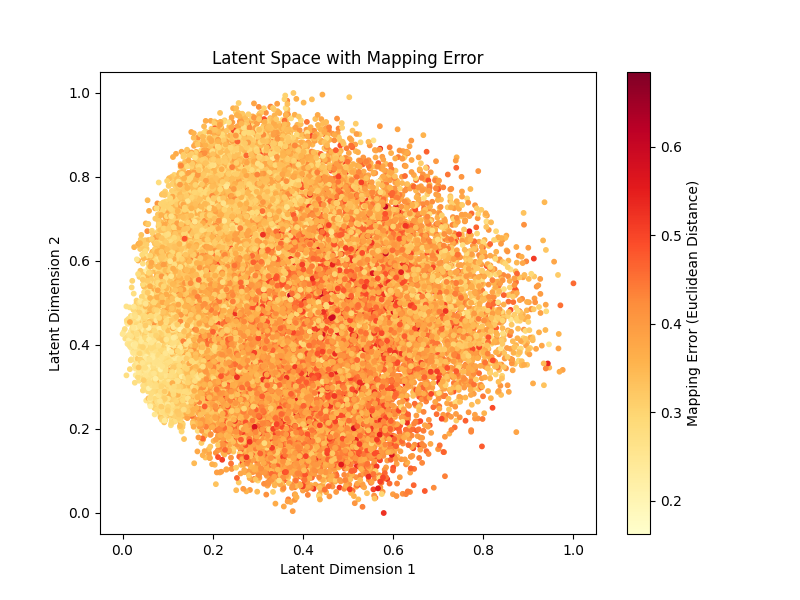 Latent Space with Mapping Error
1.0
0.8
0.6
0.4
0.2
0.0
Latent Dimension 2
0.0 0.2 0.4 0.6 0.8 1.0
Latent Dimension 1
0.6
0.5
0.4
0.3
0.2
Mapping Error (Euclidean Distance)